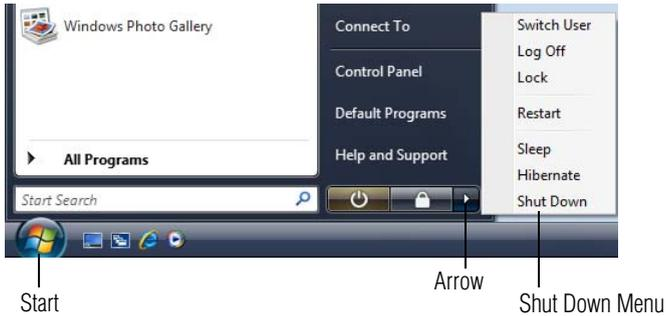 Windows Photo Gallery
All Programs
Start Search
Connect To
Control Panel
Default Programs
Help and Support
Switch User
Log Off
Lock
Restart
Sleep
Hibernate
Shut Down
Start
Arrow
Shut Down Menu